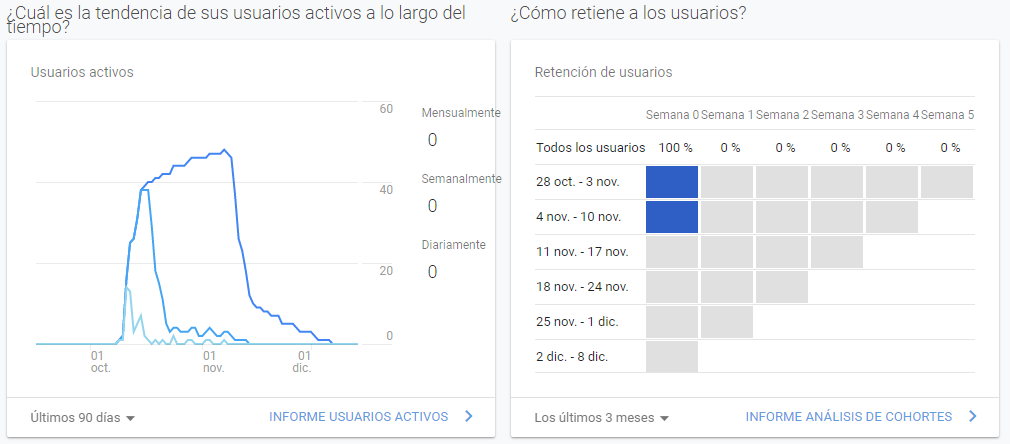 ¿Cuál es la tendencia de sus usuarios activos a lo largo del
tiempo?
Usuarios activos
60
40
20
0
01
oct.
01
nov.
01
dic.
Mensualmente
0
Semanalmente
0
Diariamente
0
Últimos 90 días
INFORME USUARIOS ACTIVOS
¿Cómo retiene a los usuarios?
Retención de usuarios
Semana 0 Semana 1 Semana 2 Semana 3 Semana 4 Semana 5
Todos los usuarios 100 % 0 % 0 % 0 % 0 % 0 %
28 oct. - 3 nov.
4 nov. - 10 nov.
11 nov. - 17 nov.
18 nov. - 24 nov.
25 nov. - 1 dic.
2 dic. - 8 dic.
Los últimos 3 meses
INFORME ANÁLISIS DE COHORTES